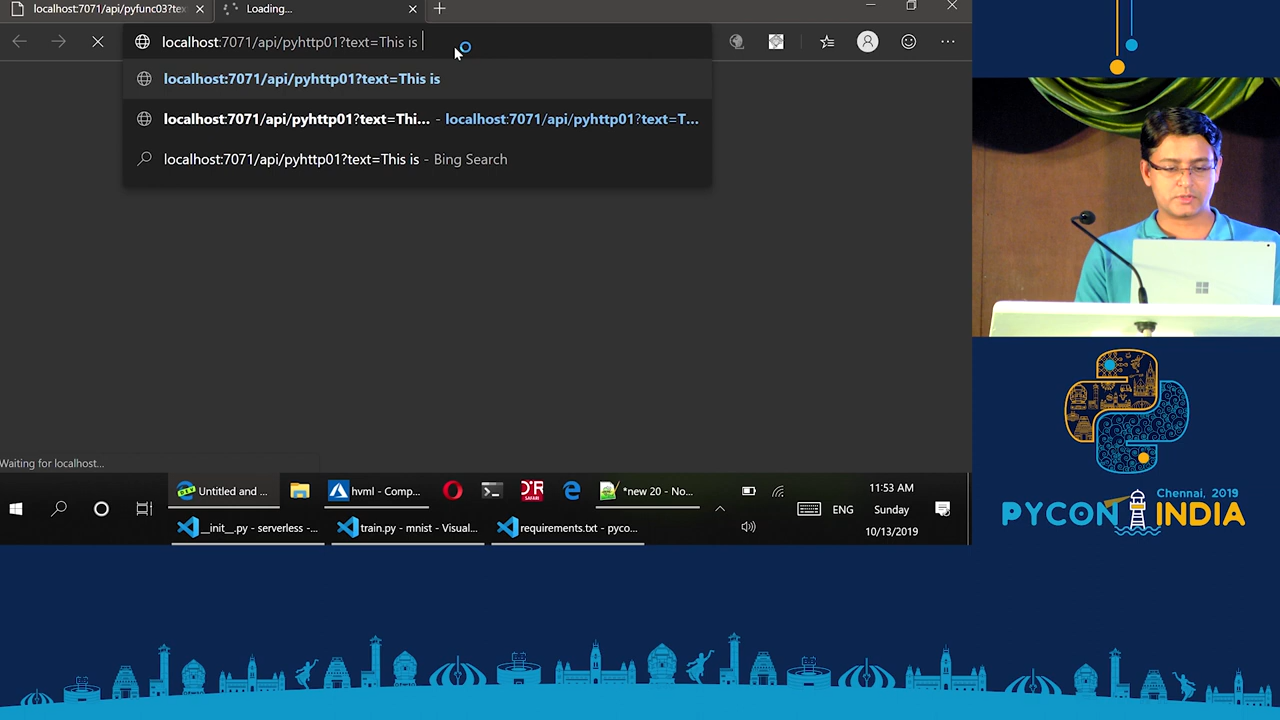 localhost:7071/api/pyfunc03?tex
Loading...
localhost:7071/api/pyhttp01?text=This is
localhost:7071/api/pyhttp01?text=This is
localhost:7071/api/pyhttp01?text=Thi... - localhost:7071/api/pyhttp01?text=T...
localhost:7071/api/pyhttp01?text=This is - Bing Search
Waiting for localhost...
Untitled and ...
hvml - Comp...
*new 20 - No...
ENG
11:53 AM
Sunday
10/13/2019
__init__.py - serverless -...
train.py - mnist - Visual...
requirements.txt - pyco...
Chennai, 2019
PYCON INDIA